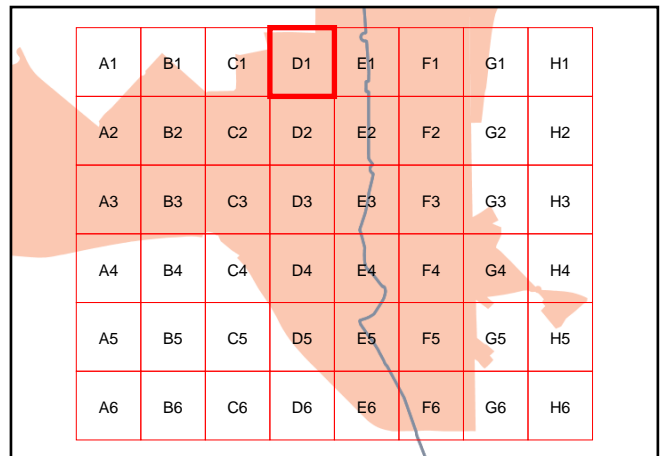 A1 B1 C1 D1 E1 F1 G1 H1
A2 B2 C2 D2 E2 F2 G2 H2
A3 B3 C3 D3 E3 F3 G3 H3
A4 B4 C4 D4 E4 F4 G4 H4
A5 B5 C5 D5 E5 F5 G5 H5
A6 B6 C6 D6 E6 F6 G6 H6